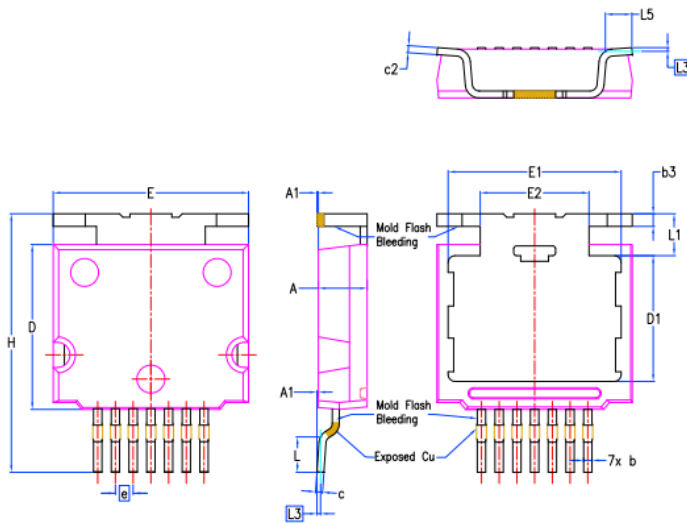 L5
c2
L3
E
A1
E1
b3
E2
Mold Flash
Bleeding
L1
A
D
H
D1
A1
Mold Flash
Bleeding
L
Exposed Cu
7x b
e
c
L3